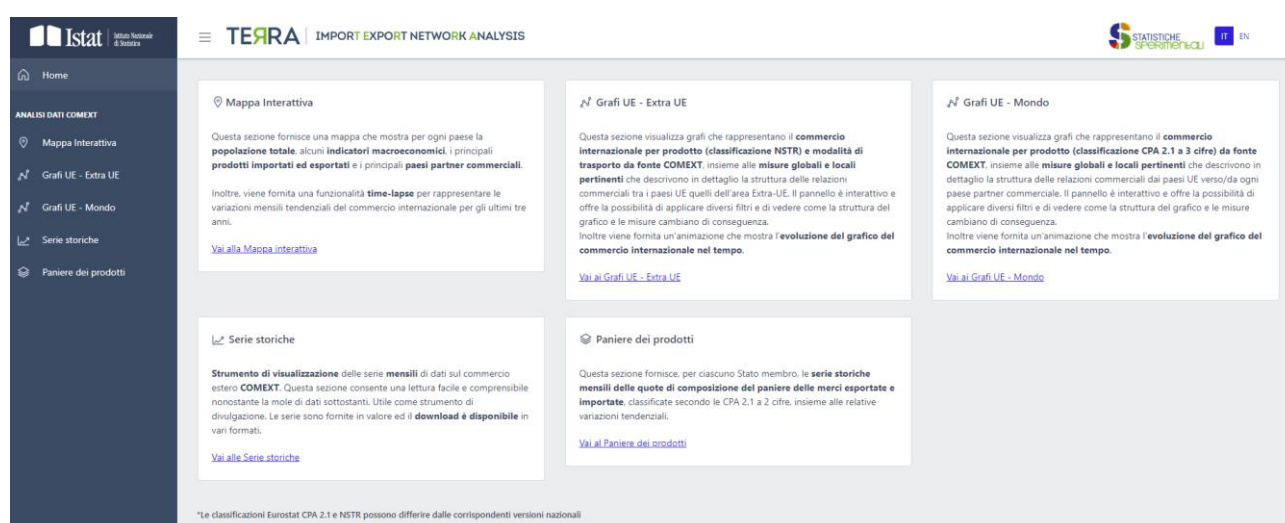 Istat Istituto Nazionale
di Statistica
TERRA IMPORT EXPORT NETWORK ANALYSIS
STATISTICHE
SPERIMENTALI
IT EN
Home
ANALISI DATI COMEXT
Mappa Interattiva
Grafi UE - Extra UE
Grafi UE - Mondo
Serie storiche
Paniere dei prodotti
Mappa Interattiva
Questa sezione fornisce una mappa che mostra per ogni paese la
popolazione totale, alcuni indicatori macroeconomici, i principali
prodotti importati ed esportati e i principali paesi partner commerciali.
Inoltre, viene fornita una funzionalità time-lapse per rappresentare le
variazioni mensili tendenziali del commercio internazionale per gli ultimi tre
anni.
Vai alla Mappa interattiva
Grafi UE - Extra UE
Questa sezione visualizza grafi che rappresentano il commercio
internazionale per prodotto (classificazione NSTR) e modalità di
trasporto da fonte COMEXT, insieme alle misure globali e locali
pertinenti che descrivono in dettaglio la struttura delle relazioni
commerciali tra i paesi UE quelli dell'area Extra-UE. Il pannello è interattivo e
offre la possibilità di applicare diversi filtri e di vedere come la struttura del
grafico e le misure cambiano di conseguenza.
Inoltre viene fornita un'animazione che mostra l'evoluzione del grafico del
commercio internazionale nel tempo.
Vai ai Grafi UE - Extra UE
Grafi UE - Mondo
Questa sezione visualizza grafi che rappresentano il commercio
internazionale per prodotto (classificazione CPA 2.1 a 3 cifre) da fonte
COMEXT, insieme alle misure globali e locali pertinenti che descrivono in
dettaglio la struttura delle relazioni commerciali dai paesi UE verso/da ogni
paese partner commerciale. Il pannello è interattivo e offre la possibilità di
applicare diversi filtri e di vedere come la struttura del grafico e le misure
cambiano di conseguenza.
Inoltre viene fornita un'animazione che mostra l'evoluzione del grafico del
commercio internazionale nel tempo.
Vai ai Grafi UE - Mondo
Serie storiche
Strumento di visualizzazione delle serie mensili di dati sul commercio
estero COMEXT. Questa sezione consente una lettura facile e comprensibile
nonostante la mole di dati sottostanti. Utile come strumento di
divulgazione. Le serie sono fornite in valore ed il download è disponibile in
vari formati.
Vai alle Serie storiche
Paniere dei prodotti
Questa sezione fornisce, per ciascuno Stato membro, le serie storiche
mensili delle quote di composizione del paniere delle merci esportate e
importate, classificate secondo le CPA 2.1 a 2 cifre, insieme alle relative
variazioni tendenziali.
Vai al Paniere dei prodotti
*Le classificazioni Eurostat CPA 2.1 e NSTR possono differire dalle corrispondenti versioni nazionali